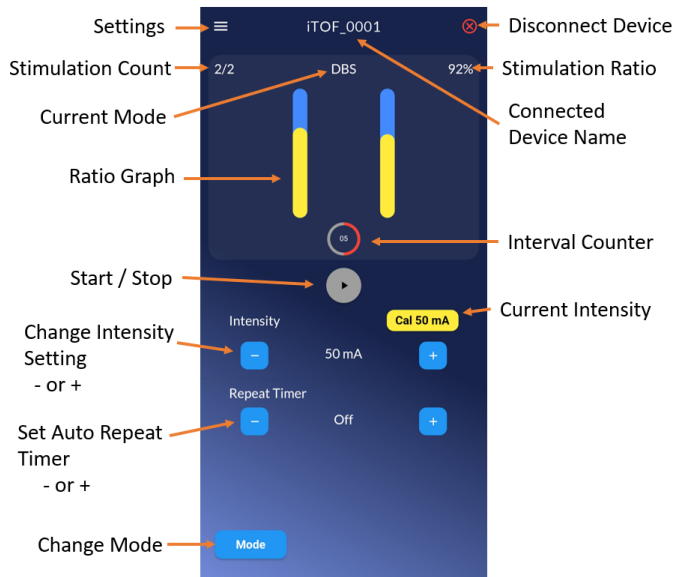 Settings
iTOF_0001
Disconnect Device
Stimulation Count
2/2
DBS
92%
Stimulation Ratio
Current Mode
Connected
Device Name
Ratio Graph
05
Interval Counter
Start / Stop
Intensity
Cal 50 mA
Current Intensity
Change Intensity
Setting
- or +
−
50 mA
+
Repeat Timer
Set Auto Repeat
Timer
- or +
−
Off
+
Change Mode
Mode